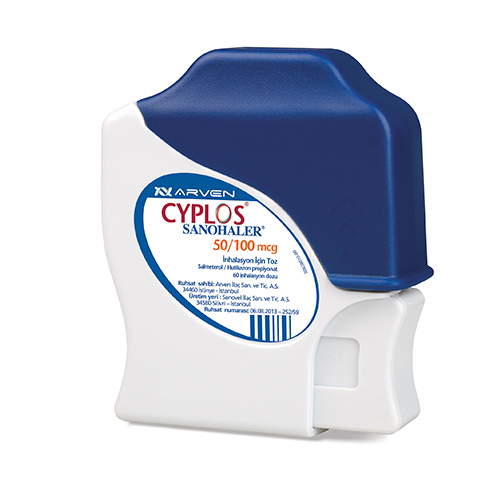 ARVEN
CYPLOS®
SANOHALER®
50/100 mcg
İnhalasyon İçin Toz
Salmeterol / Flutikazon propiyonat
60 inhalasyon dozu
Ruhsat sahibi: Arven İlaç San. ve Tic. A.S.
34460 İstinye - İstanbul
Üretim yeri : Sanovel İlaç San. ve Tic. A.S.
34580 Silivri - İstanbul
Ruhsat numarası: 06.08.2013 – 252/59